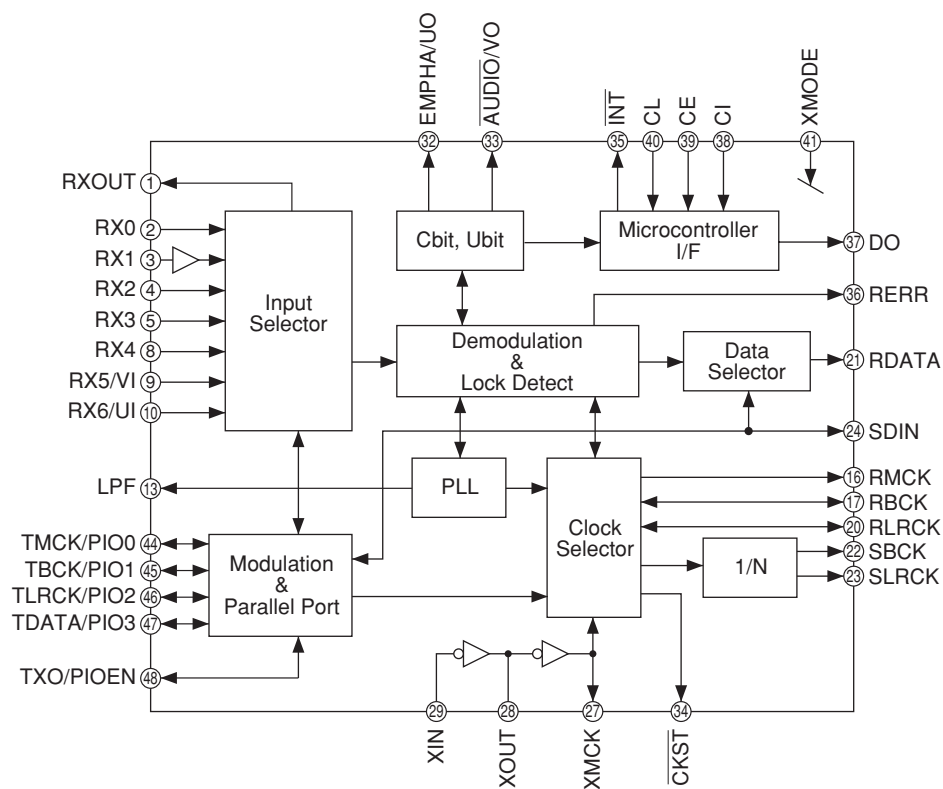 EMPHA/UO
AUDIO/VO
INT
CL
CE
CI
XMODE
32
33
35
40
39
38
41
RXOUT 1
RX0 2
RX1 3
RX2 4
RX3 5
RX4 8
RX5/VI 9
RX6/UI 10
Input
Selector
Cbit, Ubit
Microcontroller
I/F
37 DO
36 RERR
Demodulation
&
Lock Detect
Data
Selector
21 RDATA
24 SDIN
LPF 13
PLL
Clock
Selector
16 RMCK
17 RBCK
20 RLRCK
22 SBCK
23 SLRCK
1/N
TMCK/PIO0 44
TBCK/PIO1 45
TLRCK/PIO2 46
TDATA/PIO3 47
TXO/PIOEN 48
Modulation
&
Parallel Port
29
28
27
34
XIN
XOUT
XMCK
CKST